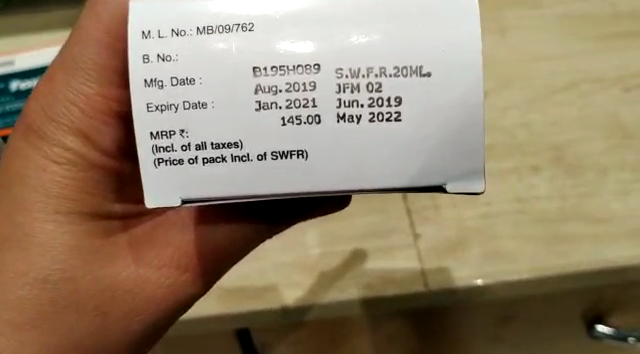 M. L. No.: MB/09/762
B. No.: B195H089 S.W.F.R.20ML.
Mfg. Date : Aug.2019 JFM 02
Expiry Date : Jan.2021 Jun.2019
MRP ₹: 145.00 May 2022
(Incl. of all taxes)
(Price of pack Incl. of SWFR)